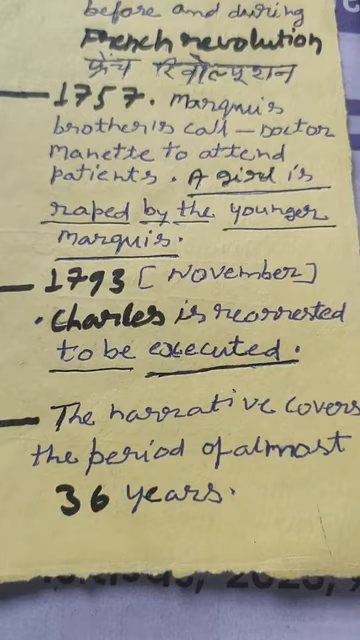 before and during
French revolution
फ्रेंच रिवोल्यूशन
— 1757. Marquis
brothers call - Doctor
Manette to attend
patients. A girl is
raped by the younger
Marquis.
— 1793 [November]
. Charles is rearrested
to be executed.
— The narrative covers
the period of almost
36 years.